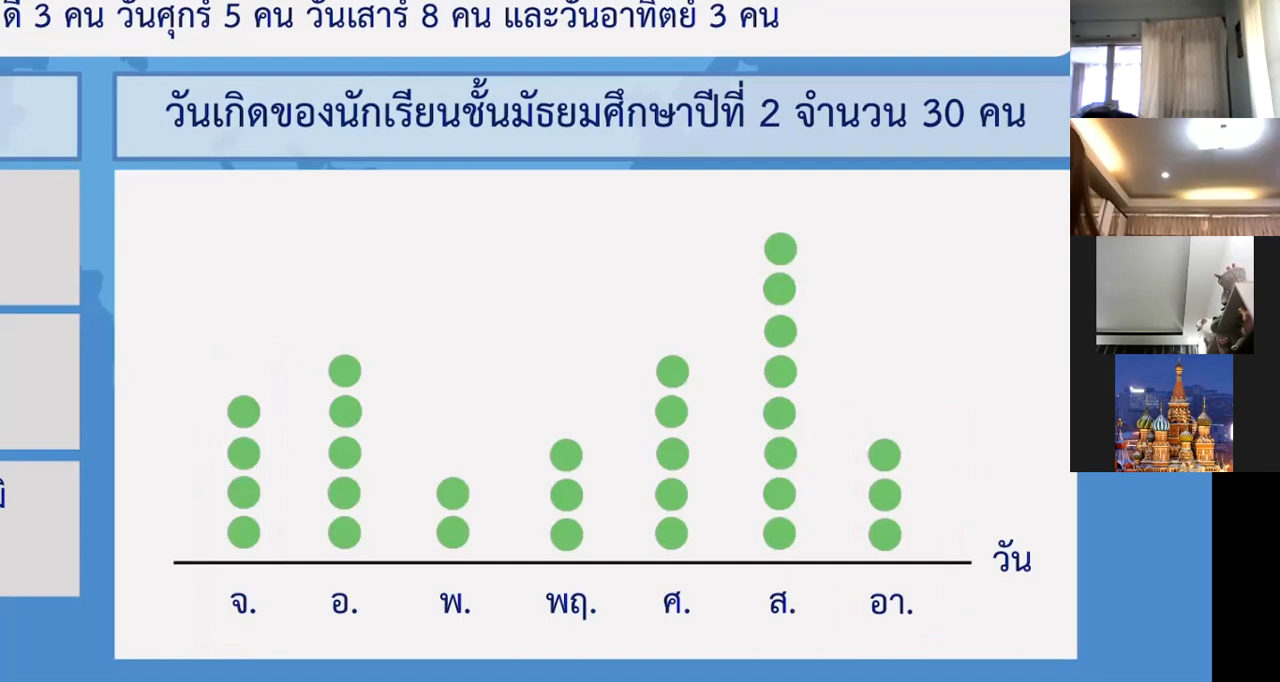 ดี 3 คน วันศุกร์ 5 คน วันเสาร์ 8 คน และวันอาทิตย์ 3 คน
วันเกิดของนักเรียนชั้นมัธยมศึกษาปีที่ 2 จำนวน 30 คน
วัน
จ. อ. พ. พฤ. ศ. ส. อา.